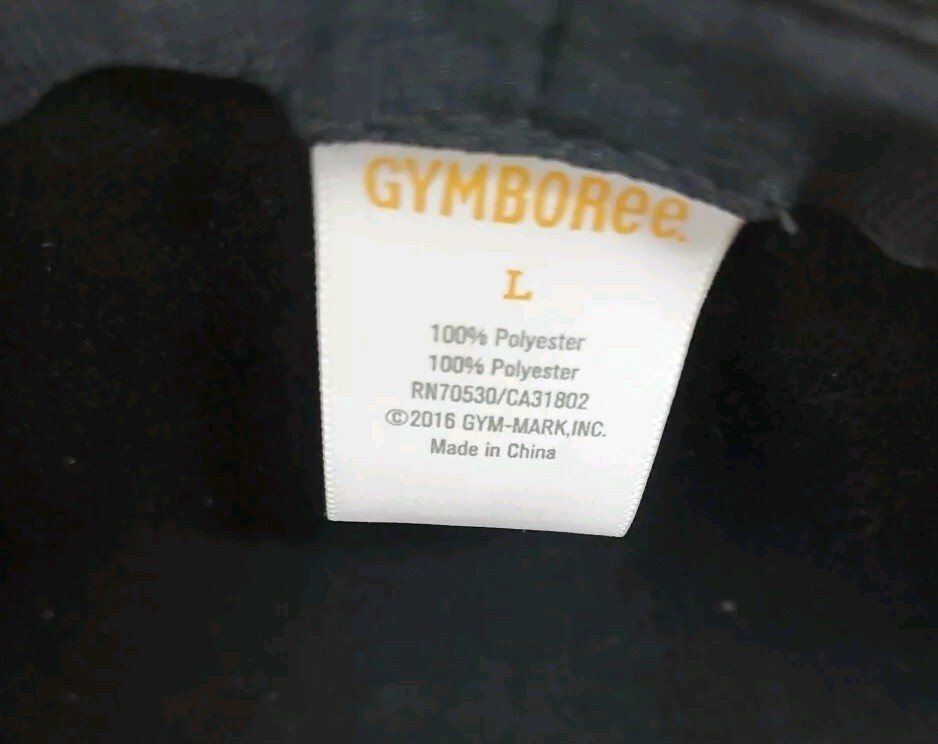 GYMBOREE.
L
100% Polyester
100% Polyester
RN70530/CA31802
©2016 GYM-MARK,INC.
Made in China